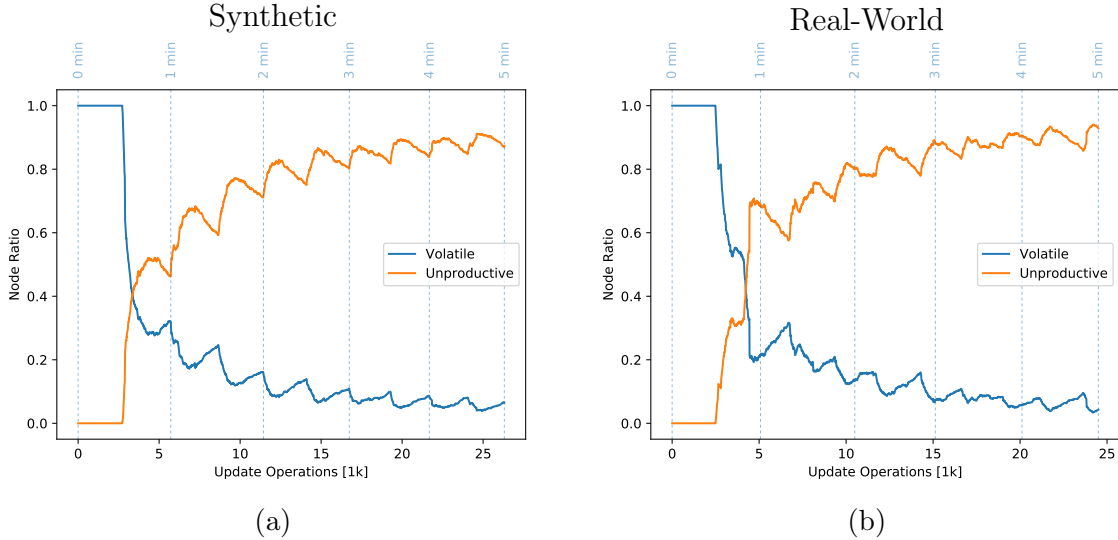 Synthetic
0 min
1 min
2 min
3 min
4 min
5 min
1.0
0.8
0.6
0.4
0.2
0.0
Node Ratio
Volatile
Unproductive
0
5
10
15
20
25
Update Operations [1k]
(a)
Real-World
0 min
1 min
2 min
3 min
4 min
5 min
1.0
0.8
0.6
0.4
0.2
0.0
Node Ratio
Volatile
Unproductive
0
5
10
15
20
25
Update Operations [1k]
(b)